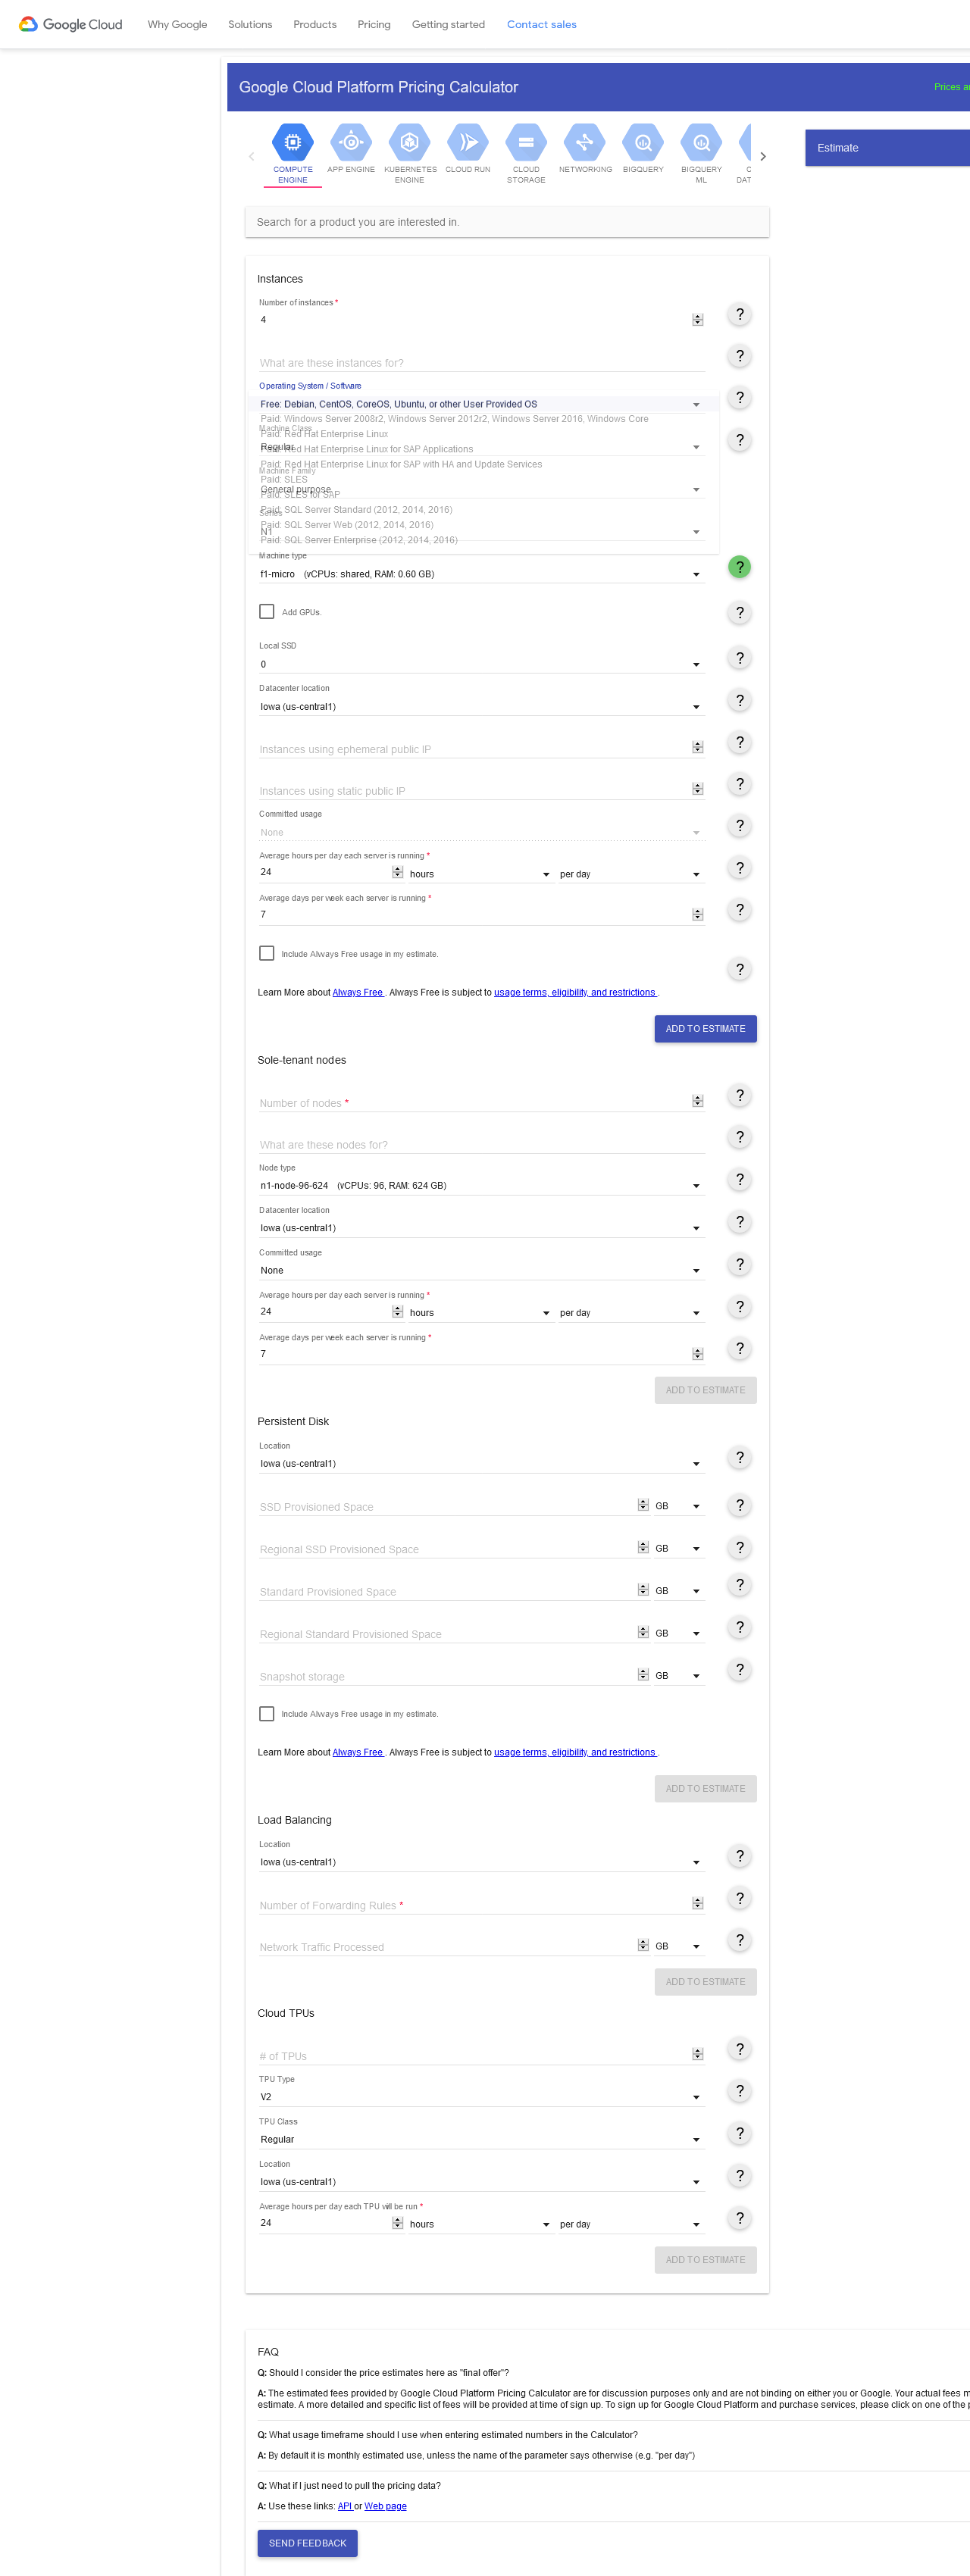 Google Cloud Why Google Solutions Products Pricing Getting started Contact sales
Google Cloud Platform Pricing Calculator Prices a
COMPUTE ENGINE
APP ENGINE
KUBERNETES ENGINE
CLOUD RUN
CLOUD STORAGE
NETWORKING
BIGQUERY
BIGQUERY ML
Estimate
Search for a product you are interested in.
Instances
Number of instances *
4
?
What are these instances for?
?
Operating System / Software
Free: Debian, CentOS, CoreOS, Ubuntu, or other User Provided OS
?
Paid: Windows Server 2008r2, Windows Server 2012r2, Windows Server 2016, Windows Core
Machine Class
Paid: Red Hat Enterprise Linux
Regular
?
Paid: Red Hat Enterprise Linux for SAP Applications
Paid: Red Hat Enterprise Linux for SAP with HA and Update Services
Machine Family
Paid: SLES
General purpose
Paid: SLES for SAP
Paid: SQL Server Standard (2012, 2014, 2016)
Series
Paid: SQL Server Web (2012, 2014, 2016)
N1
Paid: SQL Server Enterprise (2012, 2014, 2016)
Machine type
f1-micro (vCPUs: shared, RAM: 0.60 GB)
?
Add GPUs.
?
Local SSD
0
?
Datacenter location
Iowa (us-central1)
?
Instances using ephemeral public IP
?
Instances using static public IP
?
Committed usage
None
?
Average hours per day each server is running *
24 hours per day
?
Average days per week each server is running *
7
?
Include Always Free usage in my estimate.
?
Learn More about Always Free . Always Free is subject to usage terms, eligibility, and restrictions .
ADD TO ESTIMATE
Sole-tenant nodes
Number of nodes *
?
What are these nodes for?
?
Node type
n1-node-96-624 (vCPUs: 96, RAM: 624 GB)
?
Datacenter location
Iowa (us-central1)
?
Committed usage
None
?
Average hours per day each server is running *
24 hours per day
?
Average days per week each server is running *
7
?
ADD TO ESTIMATE
Persistent Disk
Location
Iowa (us-central1)
?
SSD Provisioned Space GB
?
Regional SSD Provisioned Space GB
?
Standard Provisioned Space GB
?
Regional Standard Provisioned Space GB
?
Snapshot storage GB
?
Include Always Free usage in my estimate.
Learn More about Always Free . Always Free is subject to usage terms, eligibility, and restrictions .
ADD TO ESTIMATE
Load Balancing
Location
Iowa (us-central1)
?
Number of Forwarding Rules *
?
Network Traffic Processed GB
?
ADD TO ESTIMATE
Cloud TPUs
# of TPUs
?
TPU Type
V2
?
TPU Class
Regular
?
Location
Iowa (us-central1)
?
Average hours per day each TPU will be run *
24 hours per day
?
ADD TO ESTIMATE
FAQ
Q: Should I consider the price estimates here as "final offer"?
A: The estimated fees provided by Google Cloud Platform Pricing Calculator are for discussion purposes only and are not binding on either you or Google. Your actual fees m
estimate. A more detailed and specific list of fees will be provided at time of sign up. To sign up for Google Cloud Platform and purchase services, please click on one of the
Q: What usage timeframe should I use when entering estimated numbers in the Calculator?
A: By default it is monthly estimated use, unless the name of the parameter says otherwise (e.g. "per day")
Q: What if I just need to pull the pricing data?
A: Use these links: API or Web page
SEND FEEDBACK